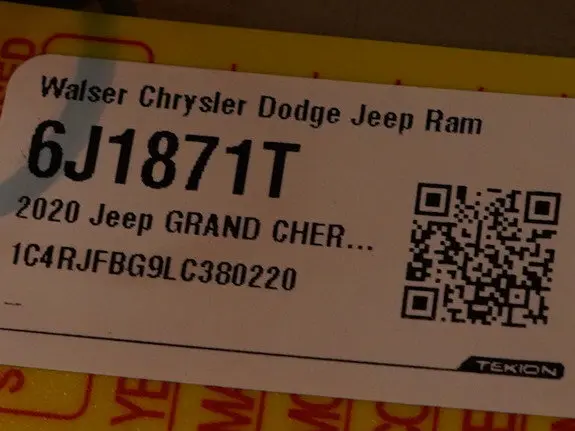 Walser Chrysler Dodge Jeep Ram
6J1871T
2020 Jeep GRAND CHER...
1C4RJFBG9LC380220
TEKION